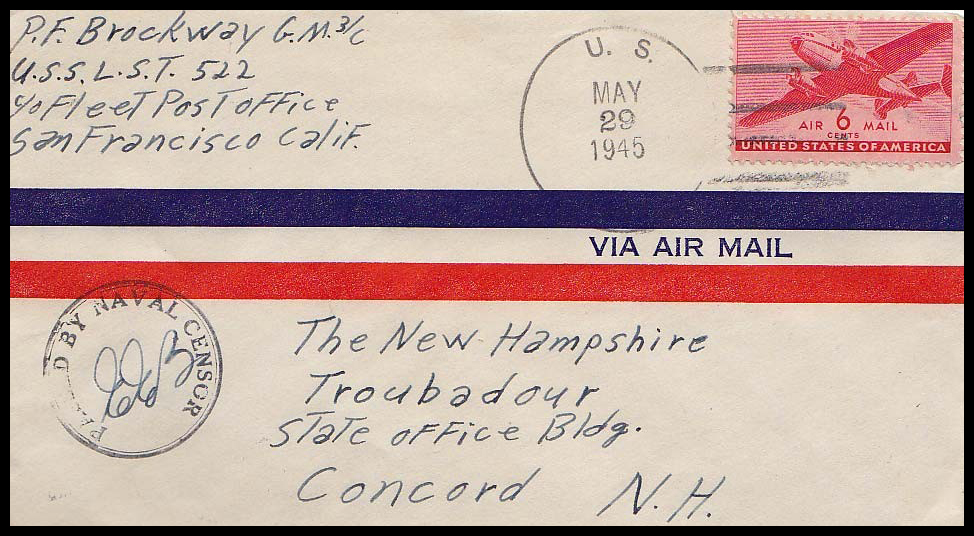 P.F. Brockway G.M. 3/c
U.S.S. L.S.T. 522
c/o Fleet Post office
San Francisco Calif.
U. S.
MAY
29
1945
AIR 6 MAIL
CENTS
UNITED STATES OF AMERICA
VIA AIR MAIL
PA D BY NAVAL CENSOR
The New Hampshire
Troubadour
State office Bldg.
Concord N.H.